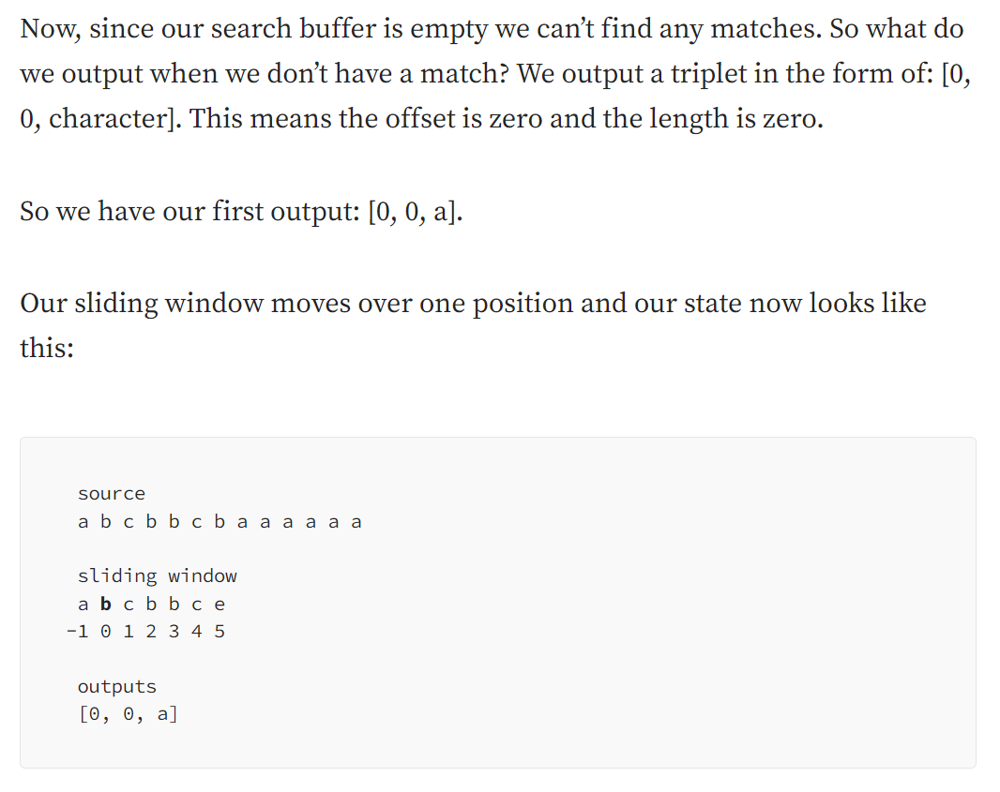 Now, since our search buffer is empty we can’t find any matches. So what do
we output when we don’t have a match? We output a triplet in the form of: [0,
0, character]. This means the offset is zero and the length is zero.
So we have our first output: [0, 0, a].
Our sliding window moves over one position and our state now looks like
this:
source
a b c b b c b a a a a a a
sliding window
a b c b b c e
-1 0 1 2 3 4 5
outputs
[0, 0, a]